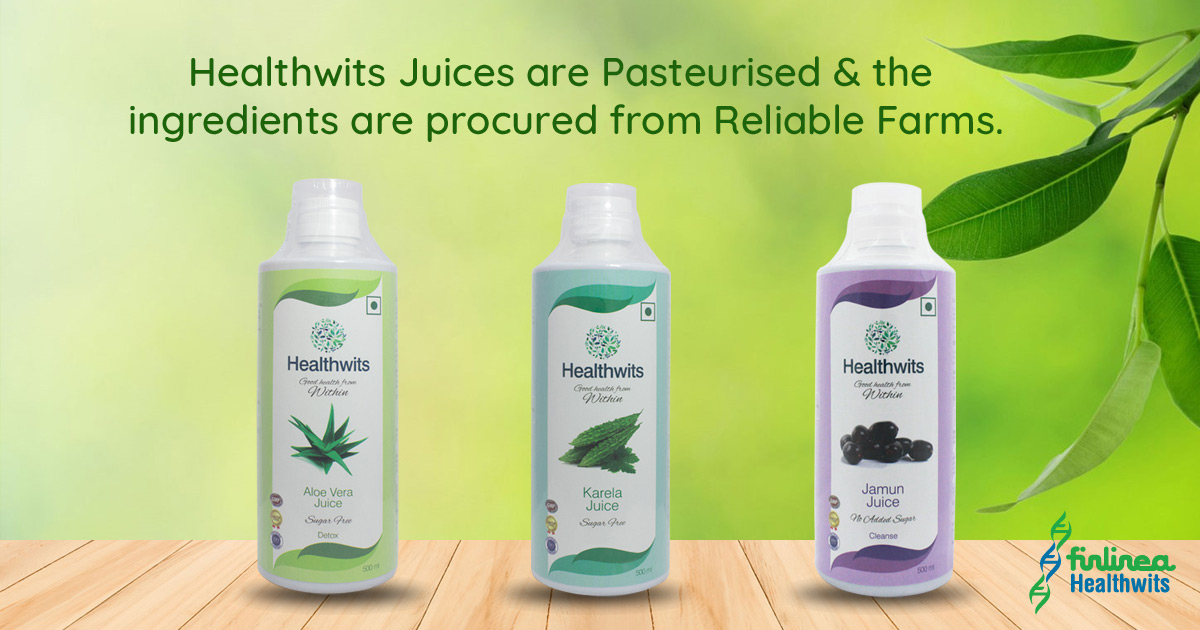 Healthwits Juices are Pasteurised & the
ingredients are procured from Reliable Farms.
Healthwits
Good health from
Within
Aloe Vera
Juice
Sugar Free
Detox
500 ml
Healthwits
Good health from
Within
Karela
Juice
Sugar Free
500 ml
Healthwits
Good health from
Within
Jamun
Juice
No Added Sugar
Cleanse
500 ml
finlinea
Healthwits